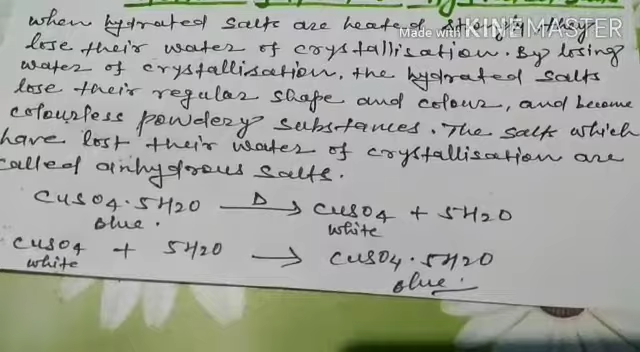 Made with KINEMASTER
when hydrated salts are heated they
lose their water of crystallisation. By losing
water of crystallisation, the hydrated salts
lose their regular shape and colour, and become
colourless powdery substances. The salts which
have lost their water of crystallisation are
called anhydrous salts.
CuSO4·5H2O —Δ→ CuSO4 + 5H2O
Blue. white
CuSO4 + 5H2O → CuSO4·5H2O
white Blue.